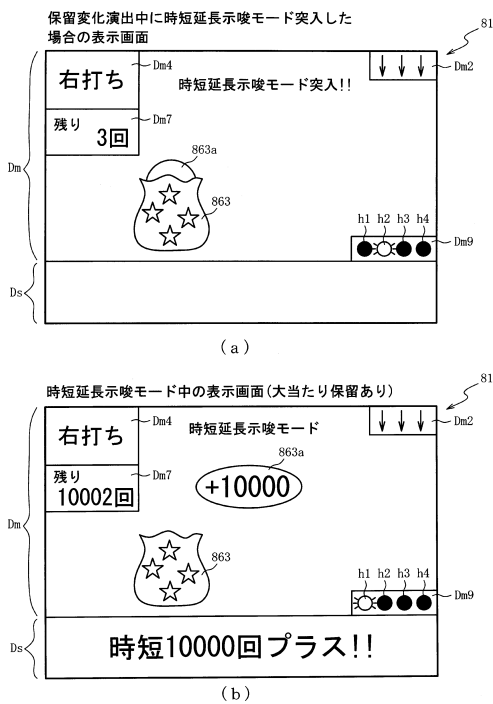 保留変化演出中に時短延長示唆モード突入した
場合の表示画面
81
右打ち
Dm4
時短延長示唆モード突入!!
Dm2
残り
3回
Dm7
Dm
863a
863
h1 h2 h3 h4
Dm9
Ds
(a)
時短延長示唆モード中の表示画面(大当たり保留あり)
81
右打ち
Dm4
時短延長示唆モード
Dm2
残り
10002回
Dm7
863a
+10000
Dm
863
h1 h2 h3 h4
Dm9
Ds
時短10000回プラス!!
(b)